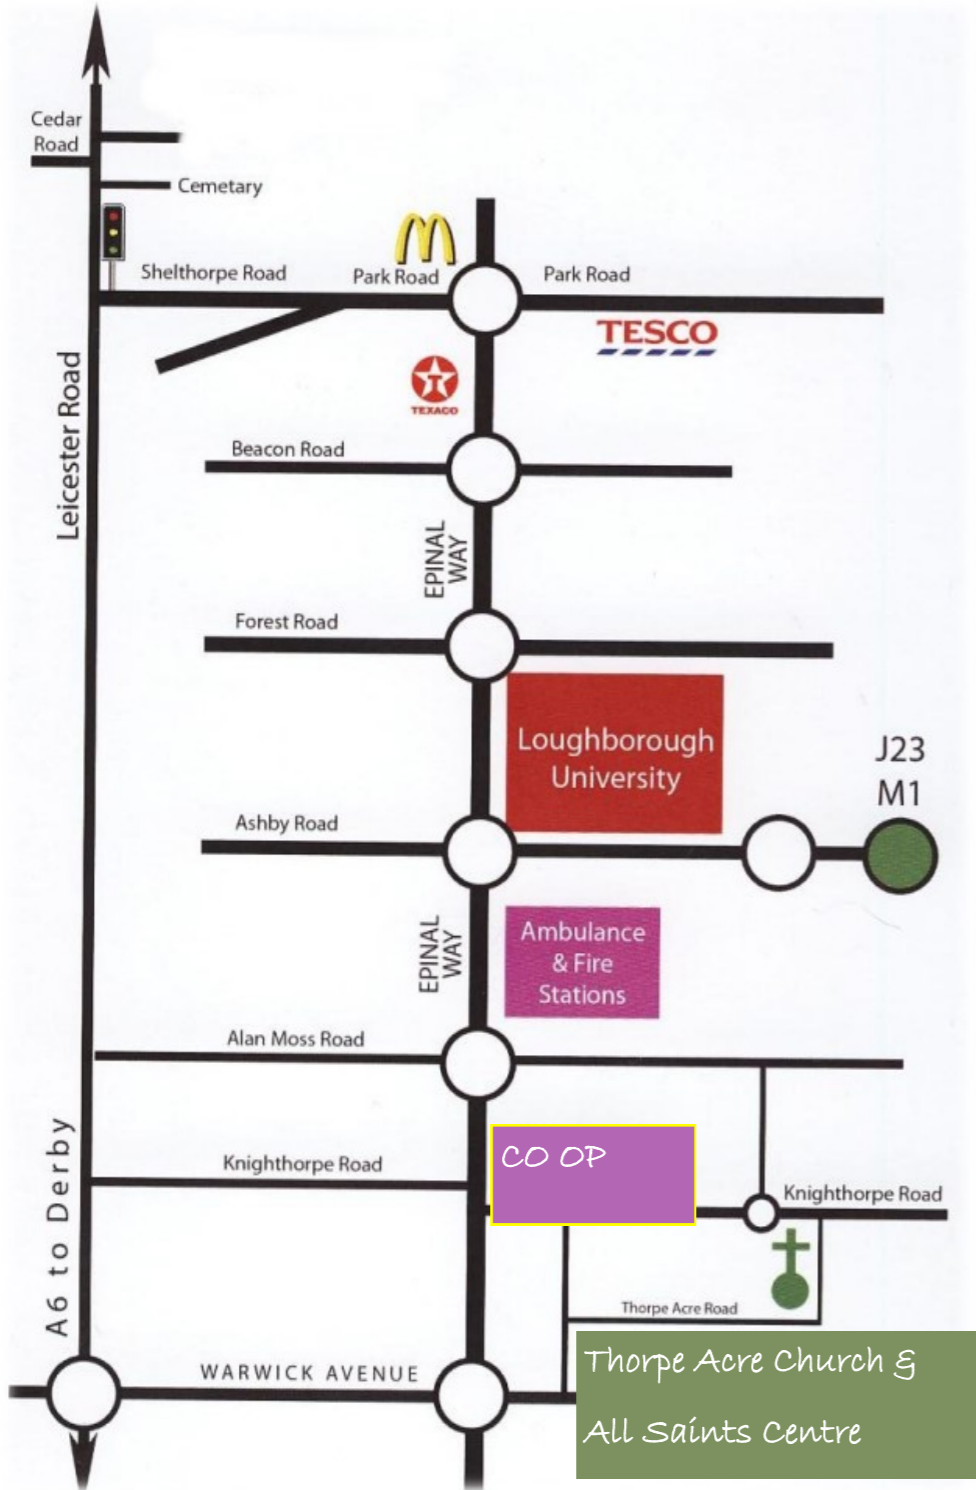 Cedar
Road
Cemetary
Shelthorpe Road
Park Road
Park Road
TESCO
TEXACO
Leicester Road
Beacon Road
EPINAL
WAY
Forest Road
Loughborough
University
J23
M1
Ashby Road
EPINAL
WAY
Ambulance
& Fire
Stations
Alan Moss Road
A6 to Derby
CO OP
Knighthorpe Road
Knighthorpe Road
Thorpe Acre Road
WARWICK AVENUE
Thorpe Acre Church &
All Saints Centre